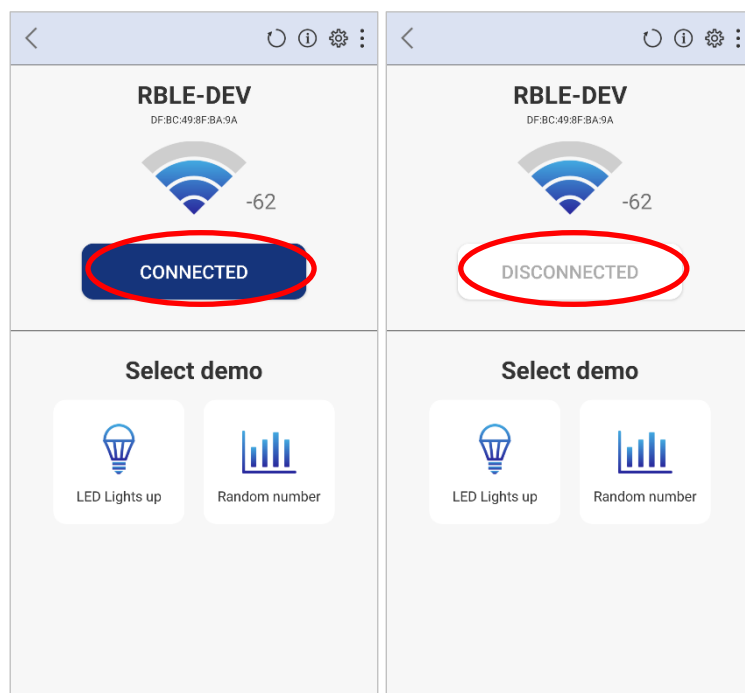 RBLE-DEV
DF:BC:49:8F:BA:9A
-62
CONNECTED
Select demo
LED Lights up
Random number
RBLE-DEV
DF:BC:49:8F:BA:9A
-62
DISCONNECTED
Select demo
LED Lights up
Random number